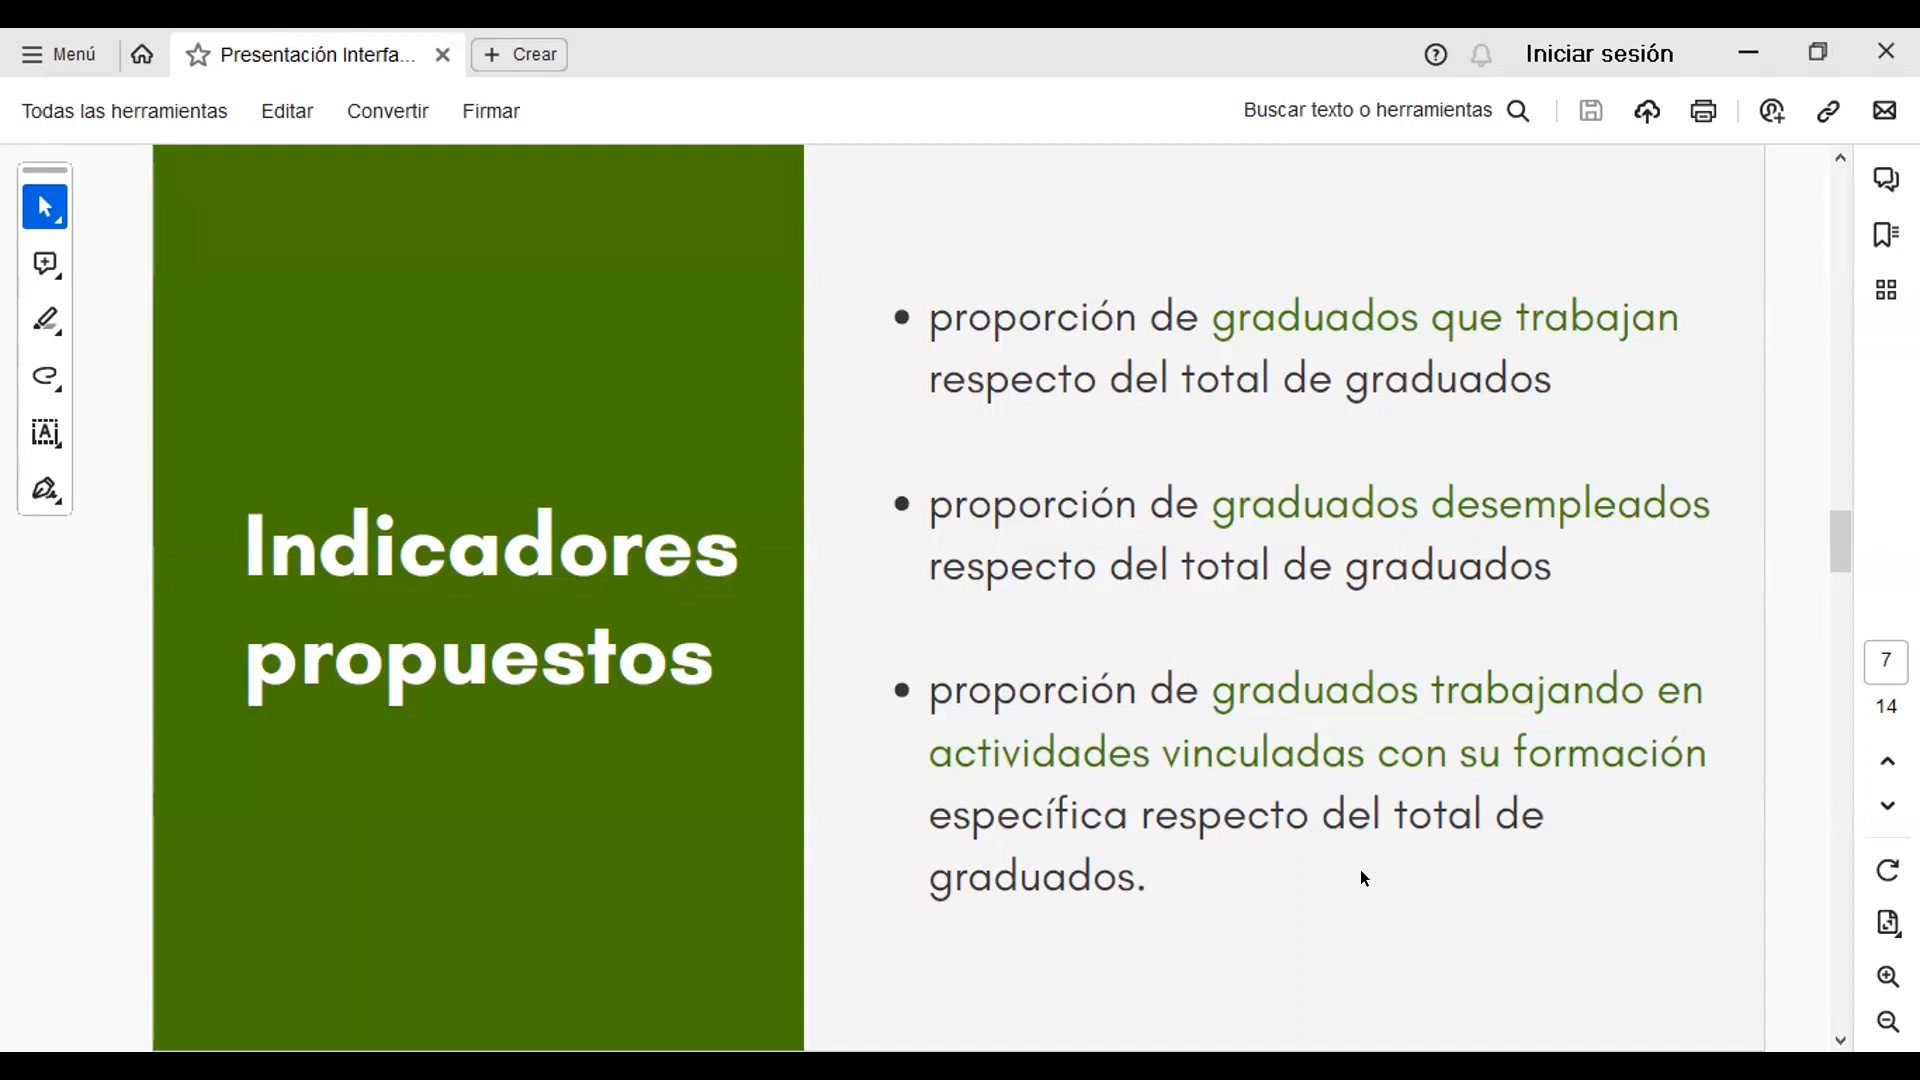 Menú
Presentación Interfa...
Crear
Iniciar sesión
Todas las herramientas
Editar
Convertir
Firmar
Buscar texto o herramientas
Indicadores
propuestos
• proporción de graduados que trabajan
respecto del total de graduados
• proporción de graduados desempleados
respecto del total de graduados
• proporción de graduados trabajando en
actividades vinculadas con su formación
específica respecto del total de
graduados.
7
14